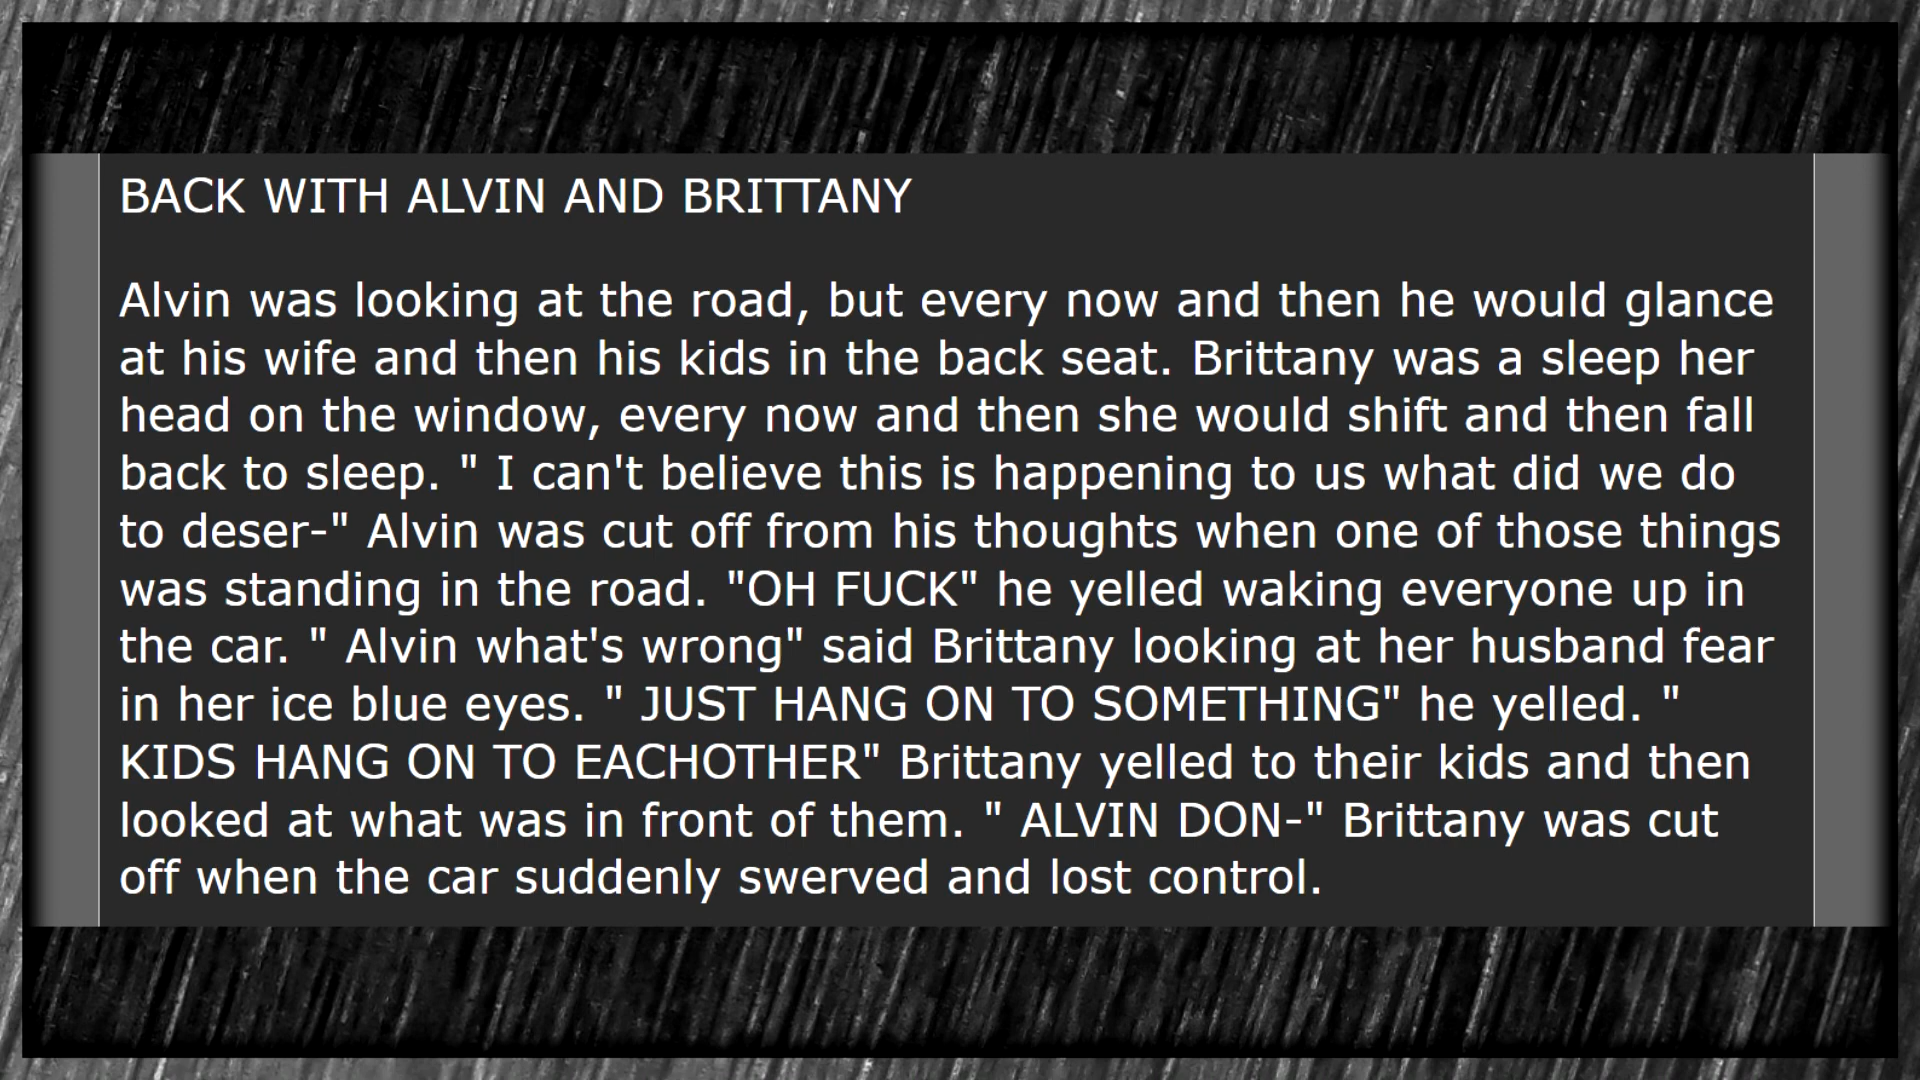 BACK WITH ALVIN AND BRITTANY
Alvin was looking at the road, but every now and then he would glance
at his wife and then his kids in the back seat. Brittany was a sleep her
head on the window, every now and then she would shift and then fall
back to sleep. " I can't believe this is happening to us what did we do
to deser-" Alvin was cut off from his thoughts when one of those things
was standing in the road. "OH FUCK" he yelled waking everyone up in
the car. " Alvin what's wrong" said Brittany looking at her husband fear
in her ice blue eyes. " JUST HANG ON TO SOMETHING" he yelled. "
KIDS HANG ON TO EACHOTHER" Brittany yelled to their kids and then
looked at what was in front of them. " ALVIN DON-" Brittany was cut
off when the car suddenly swerved and lost control.